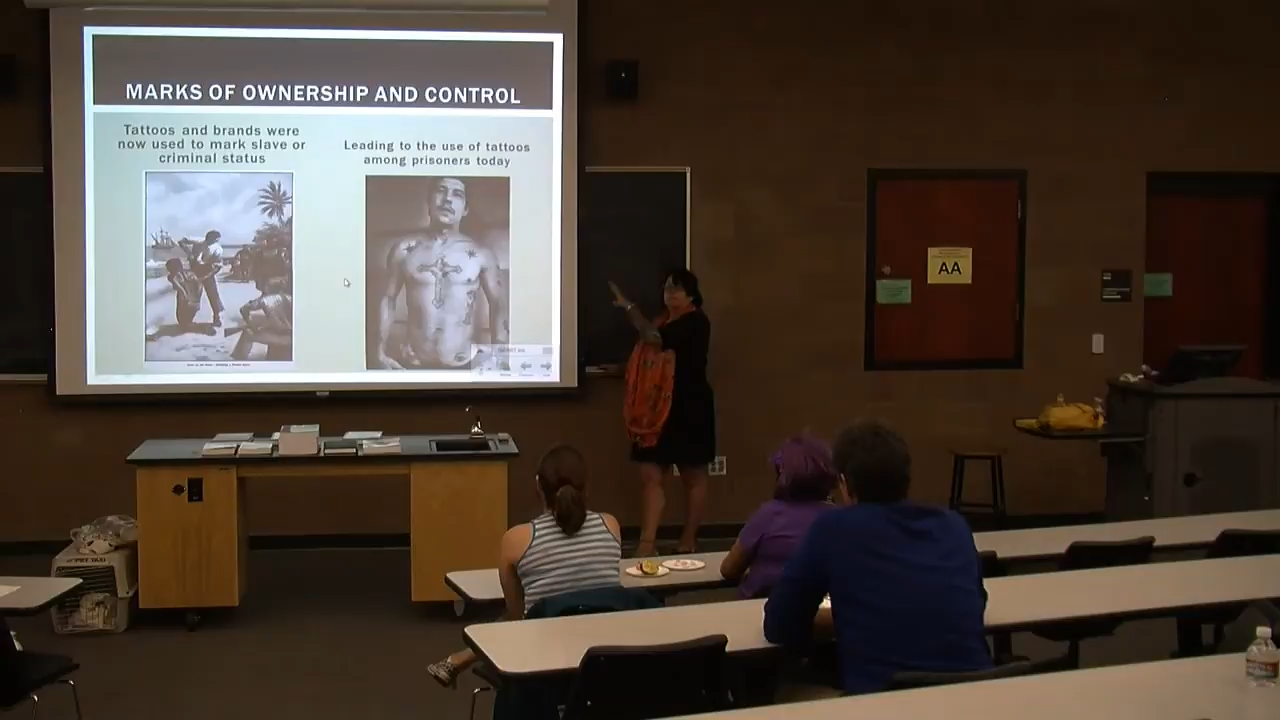 MARKS OF OWNERSHIP AND CONTROL
Tattoos and brands were
now used to mark slave or
criminal status
Leading to the use of tattoos
among prisoners today
AA